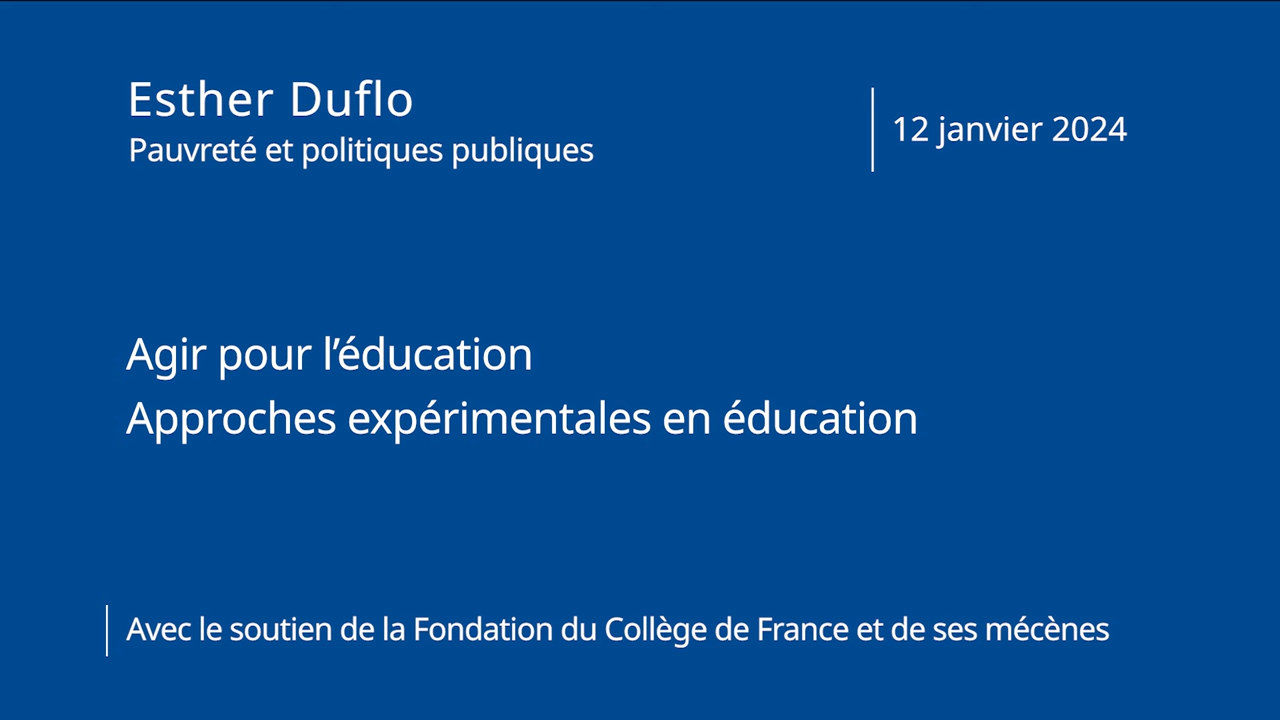 Esther Duflo
Pauvreté et politiques publiques
12 janvier 2024
Agir pour l’éducation
Approches expérimentales en éducation
Avec le soutien de la Fondation du Collège de France et de ses mécènes